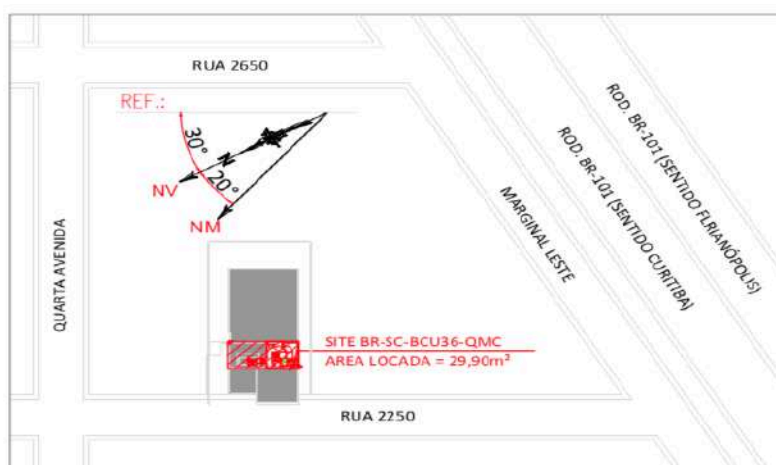 RUA 2650
REF.:
30°
N
20°
NV
NM
QUARTA AVENIDA
MARGINAL LESTE
ROD. BR-101 (SENTIDO CURITIBA)
ROD. BR-101 (SENTIDO FLRIANÓPOLIS)
SITE BR-SC-BCU36-QMC
AREA LOCADA = 29,90m²
RUA 2250